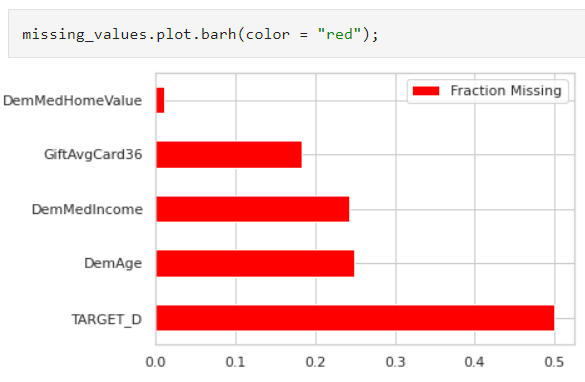 missing_values.plot.barh(color = "red");
Fraction Missing
DemMedHomeValue
GiftAvgCard36
DemMedIncome
DemAge
TARGET_D
0.0 0.1 0.2 0.3 0.4 0.5